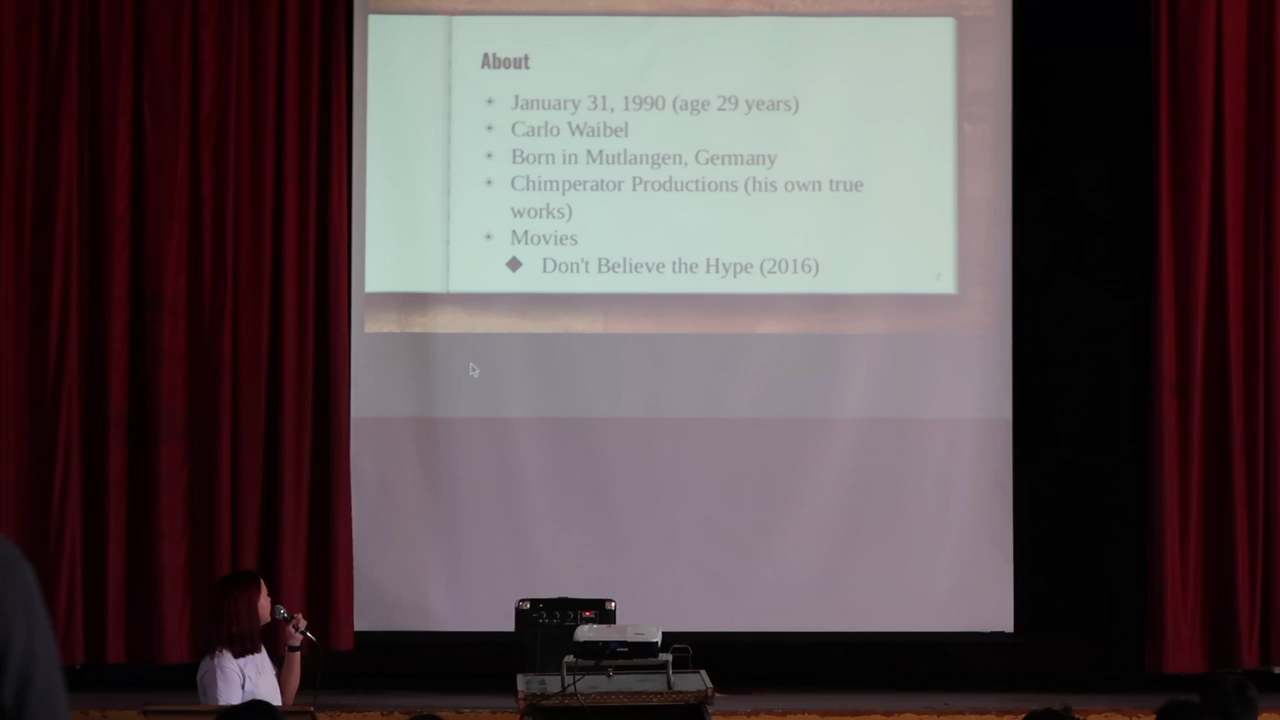 About
January 31, 1990 (age 29 years)
Carlo Waibel
Born in Mutlangen, Germany
Chimperator Productions (his own true
works)
Movies
Don't Believe the Hype (2016)
2